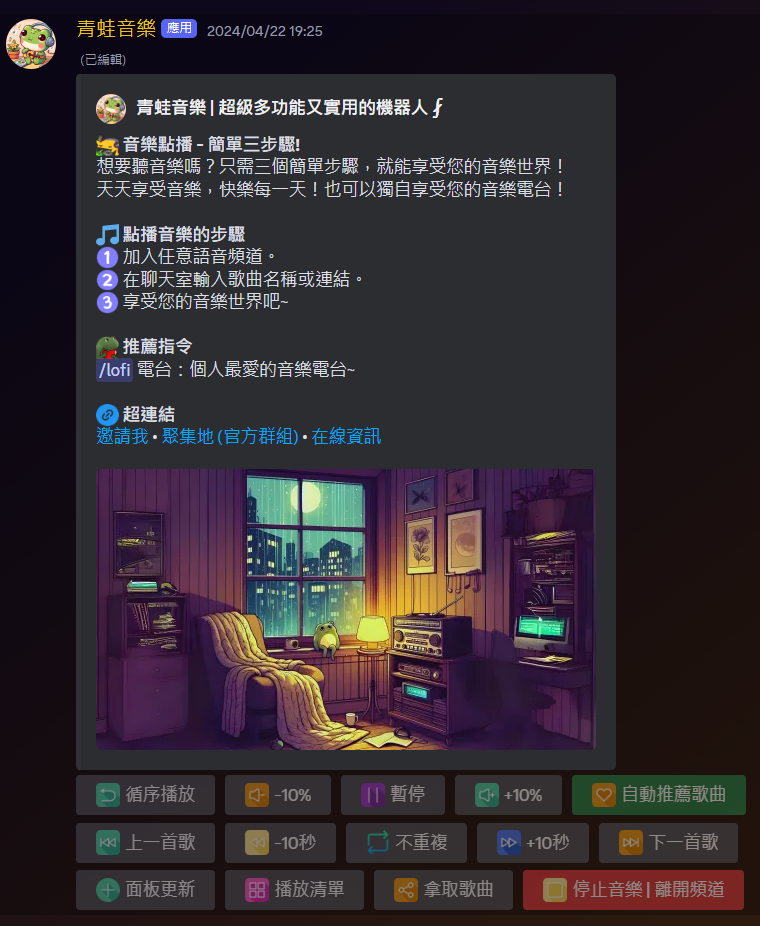 青蛙音樂 應用 2024/04/22 19:25
(已編輯)
青蛙音樂 | 超級多功能又實用的機器人 ⨍
音樂點播 - 簡單三步驟!
想要聽音樂嗎？只需三個簡單步驟，就能享受您的音樂世界！
天天享受音樂，快樂每一天！也可以獨自享受您的音樂電台！
點播音樂的步驟
1 加入任意語音頻道。
2 在聊天室輸入歌曲名稱或連結。
3 享受您的音樂世界吧~
推薦指令
/lofi 電台：個人最愛的音樂電台~
超連結
邀請我 • 聚集地 (官方群組) • 在線資訊
循序播放 -10% 暫停 +10% 自動推薦歌曲
上一首歌 -10秒 不重複 +10秒 下一首歌
面板更新 播放清單 拿取歌曲 停止音樂 | 離開頻道